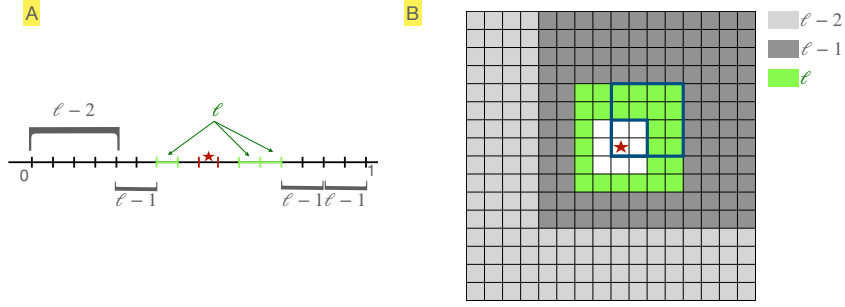 A
ℓ − 2
ℓ
0
1
ℓ − 1
ℓ − 1
ℓ − 1
B
ℓ − 2
ℓ − 1
ℓ